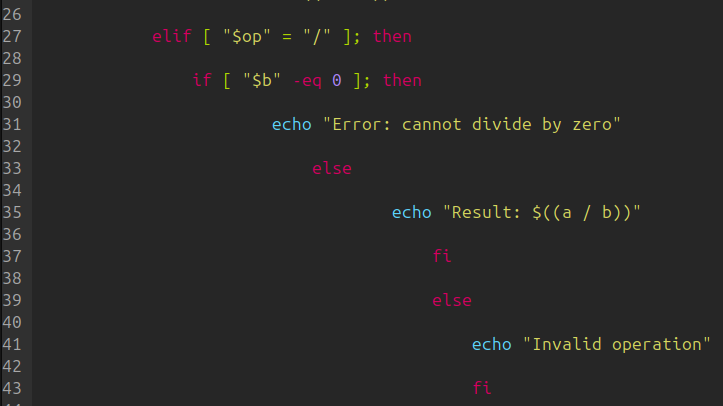 26
27 elif [ "$op" = "/" ]; then
28
29 if [ "$b" -eq 0 ]; then
30
31 echo "Error: cannot divide by zero"
32
33 else
34
35 echo "Result: $((a / b))"
36
37 fi
38
39 else
40
41 echo "Invalid operation"
42
43 fi